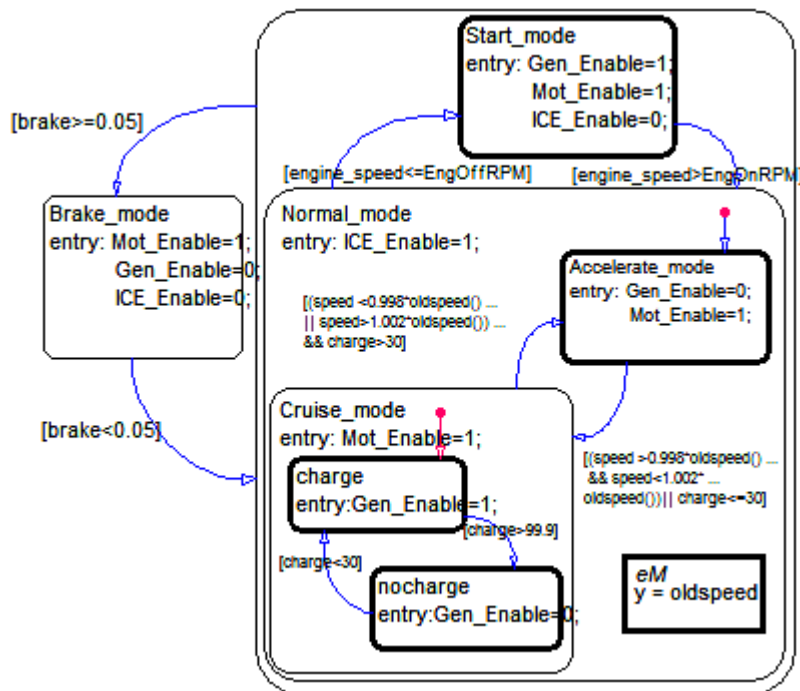 Start_mode
entry: Gen_Enable=1;
Mot_Enable=1;
ICE_Enable=0;
[brake>=0.05]
[engine_speed<=EngOffRPM]
[engine_speed>EngOnRPM]
Brake_mode
entry: Mot_Enable=1;
Gen_Enable=0;
ICE_Enable=0;
Normal_mode
entry: ICE_Enable=1;
Accelerate_mode
entry: Gen_Enable=0;
Mot_Enable=1;
[(speed <0.998*oldspeed() ...
|| speed>1.002*oldspeed()) ...
&& charge>30]
[brake<0.05]
Cruise_mode
entry: Mot_Enable=1;
charge
entry:Gen_Enable=1;
[charge>99.9]
[charge<30]
nocharge
entry:Gen_Enable=0;
[(speed >0.998*oldspeed() ...
&& speed<1.002* ...
oldspeed())|| charge<=30]
eM
y = oldspeed